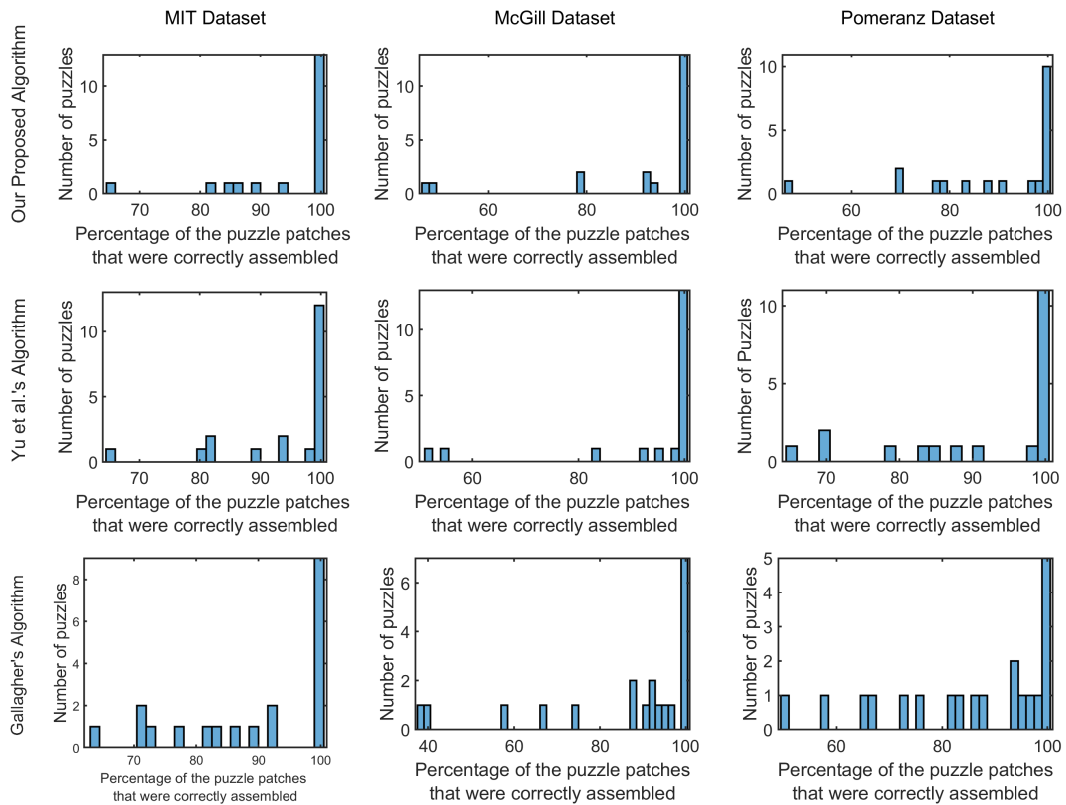 MIT Dataset
McGill Dataset
Pomeranz Dataset
Our Proposed Algorithm
Number of puzzles
10
5
0
70
80
90
100
Percentage of the puzzle patches
that were correctly assembled
Number of puzzles
10
5
0
60
80
100
Percentage of the puzzle patches
that were correctly assembled
Number of puzzles
10
5
0
60
80
100
Percentage of the puzzle patches
that were correctly assembled
Yu et al.'s Algorithm
Number of puzzles
10
5
0
70
80
90
100
Percentage of the puzzle patches
that were correctly assembled
Number of puzzles
10
5
0
60
80
100
Percentage of the puzzle patches
that were correctly assembled
Number of Puzzles
10
5
0
70
80
90
100
Percentage of the puzzle patches
that were correctly assembled
Gallagher's Algorithm
Number of puzzles
8
6
4
2
0
70
80
90
100
Percentage of the puzzle patches
that were correctly assembled
Number of puzzles
6
4
2
0
40
60
80
100
Percentage of the puzzle patches
that were correctly assembled
Number of puzzles
5
4
3
2
1
0
60
80
100
Percentage of the puzzle patches
that were correctly assembled